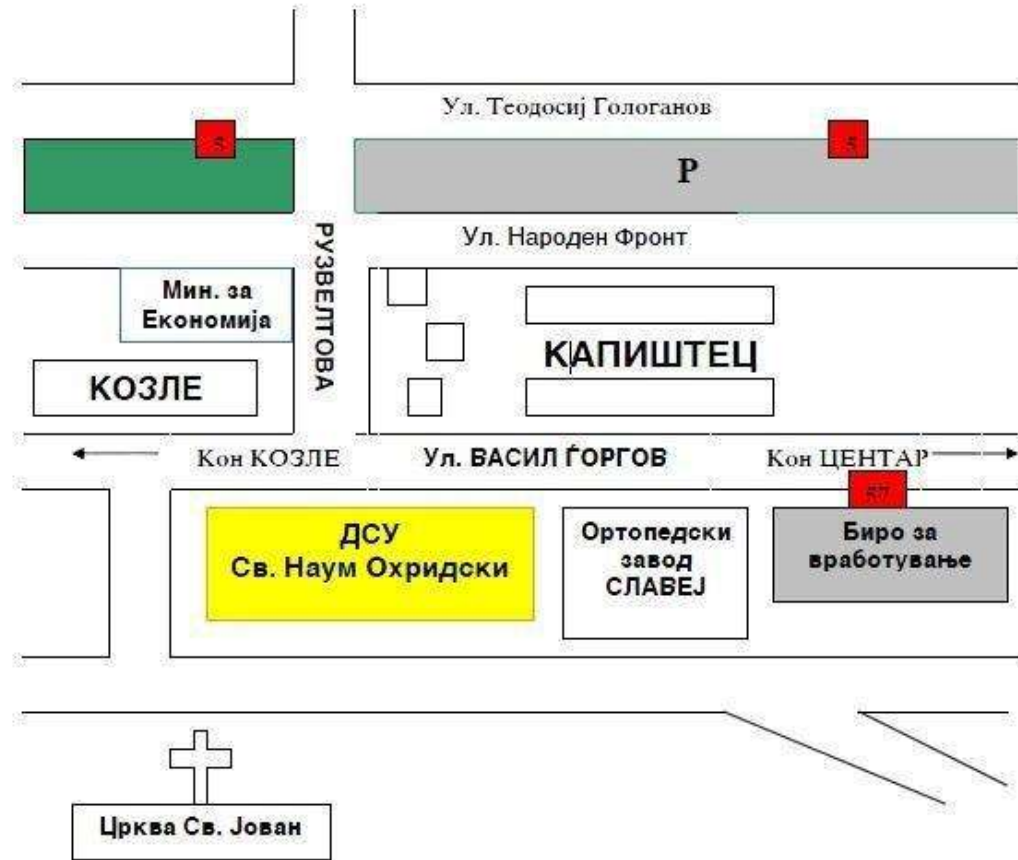 Ул. Теодосиј Гологанов
5
5
Р
РУЗВЕЛТОВА
Ул. Народен Фронт
Мин. за
Економија
КОЗЛЕ
КАПИШТЕЦ
Кон КОЗЛЕ
Ул. ВАСИЛ ЃОРГОВ
Кон ЦЕНТАР
ДСУ
Св. Наум Охридски
Ортопедски
завод
СЛАВЕЈ
Биро за
вработување
Црква Св. Јован